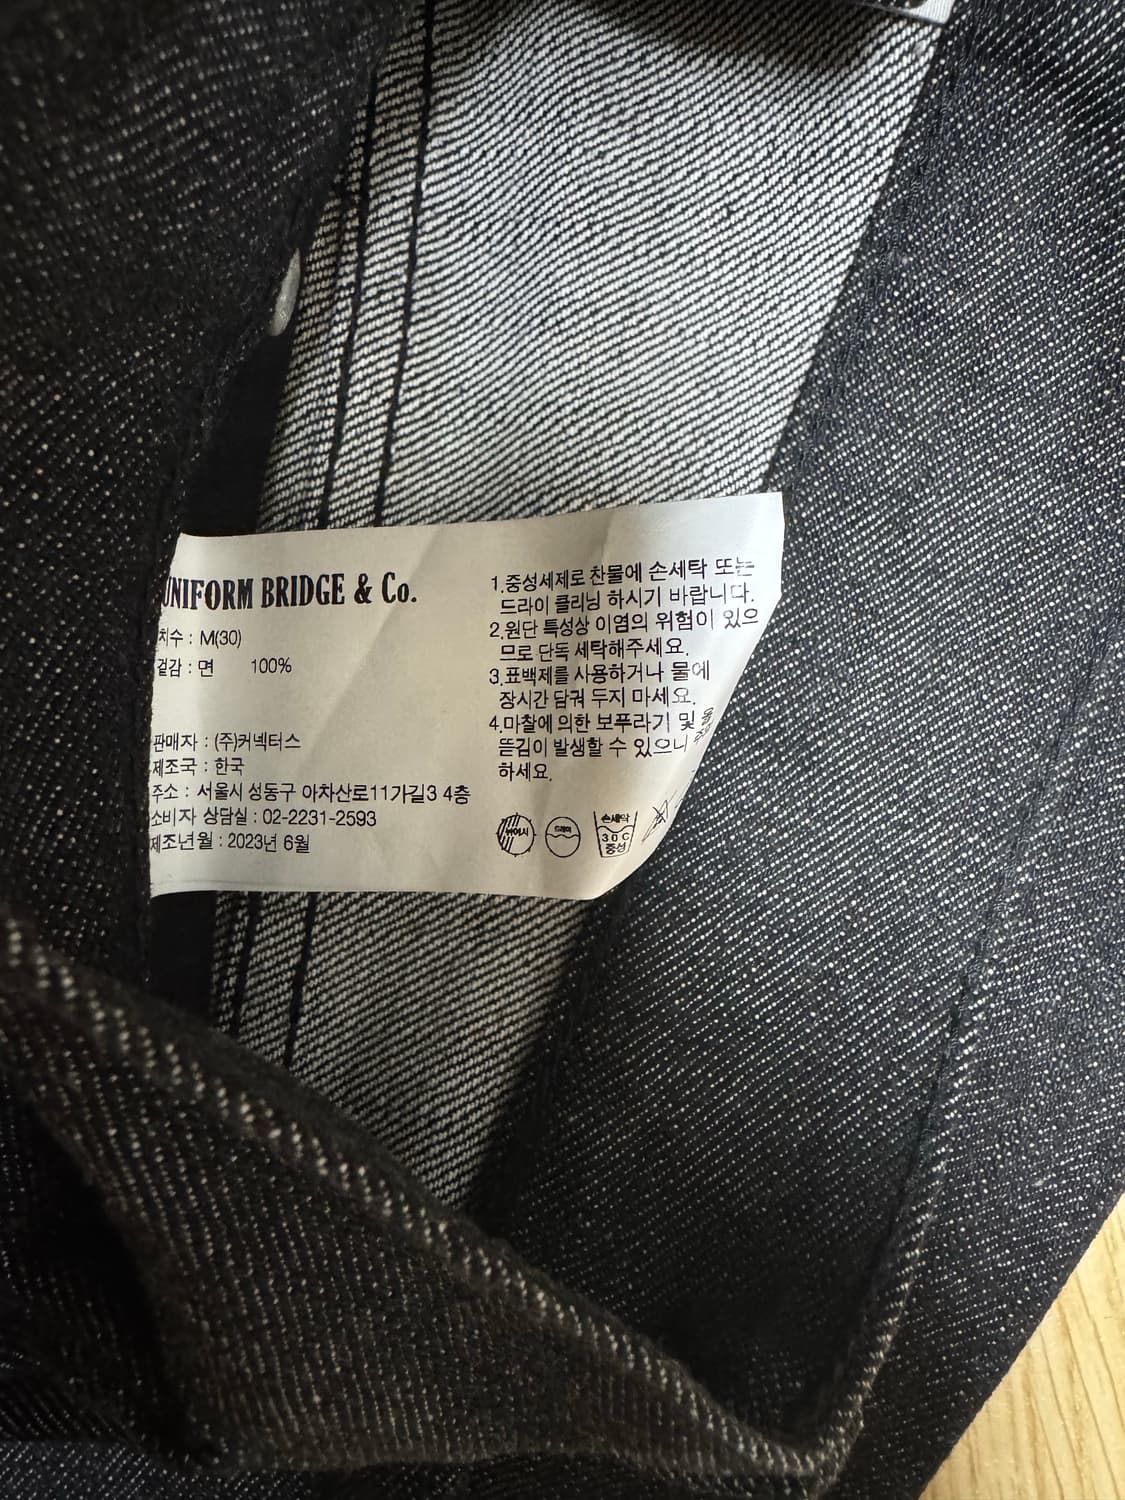 UNIFORM BRIDGE & Co.
치수 : M(30)
겉감 : 면 100%
판매자 : (주)커넥터스
제조국 : 한국
주소 : 서울시 성동구 아차산로11가길3 4층
소비자 상담실 : 02-2231-2593
제조년월 : 2023년 6월
1.중성세제로 찬물에 손세탁 또는
드라이 클리닝 하시기 바랍니다.
2.원단 특성상 이염의 위험이 있으
므로 단독 세탁해주세요.
3.표백제를 사용하거나 물에
장시간 담궈 두지 마세요.
4.마찰에 의한 보푸라기 및 올
뜯김이 발생할 수 있으니
하세요.
드라이
손세탁
30℃
중성